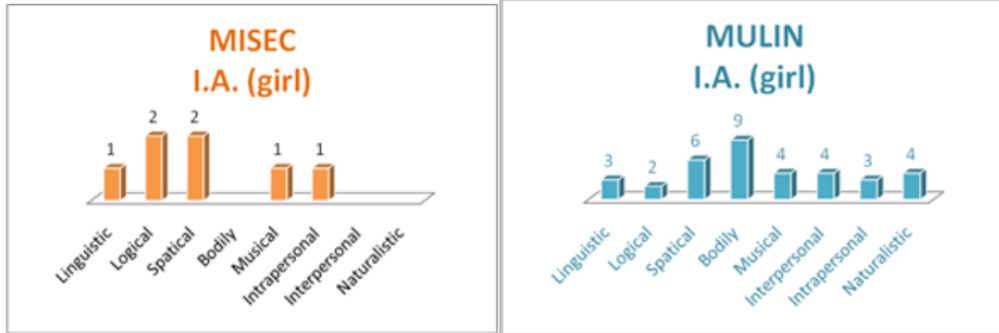 MISEC
I.A. (girl)
1
2
2
1
1
Linguistic
Logical
Spatical
Bodily
Musical
Intrapersonal
Interpersonal
Naturalistic
MULIN
I.A. (girl)
3
2
6
9
4
4
3
4
Linguistic
Logical
Spatical
Bodily
Musical
Interpersonal
Intrapersonal
Naturalistic